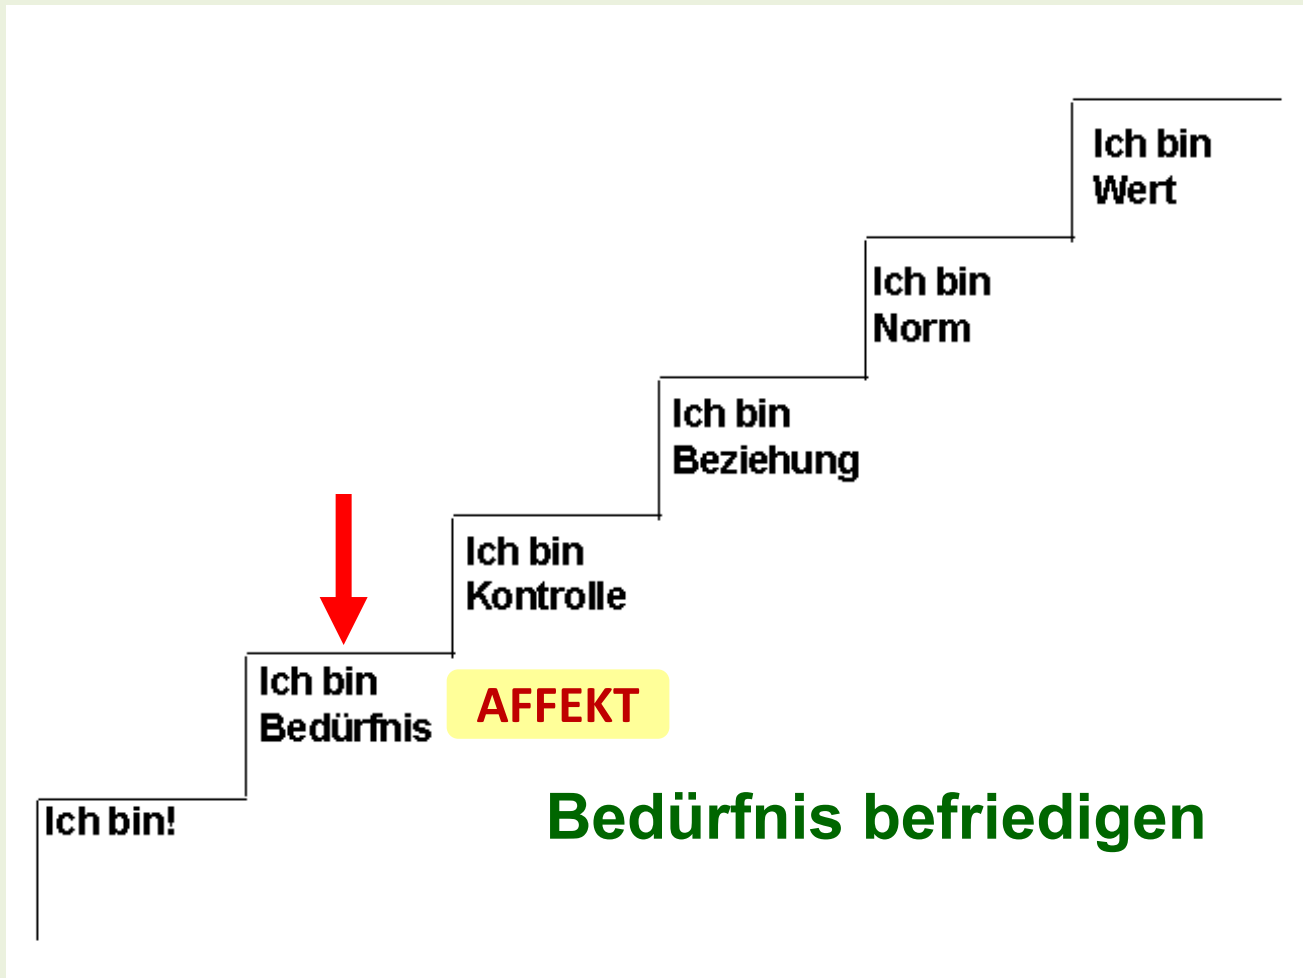 Ich bin
Wert
Ich bin
Norm
Ich bin
Beziehung
Ich bin
Kontrolle
Ich bin
Bedürfnis
AFFEKT
Ich bin!
Bedürfnis befriedigen